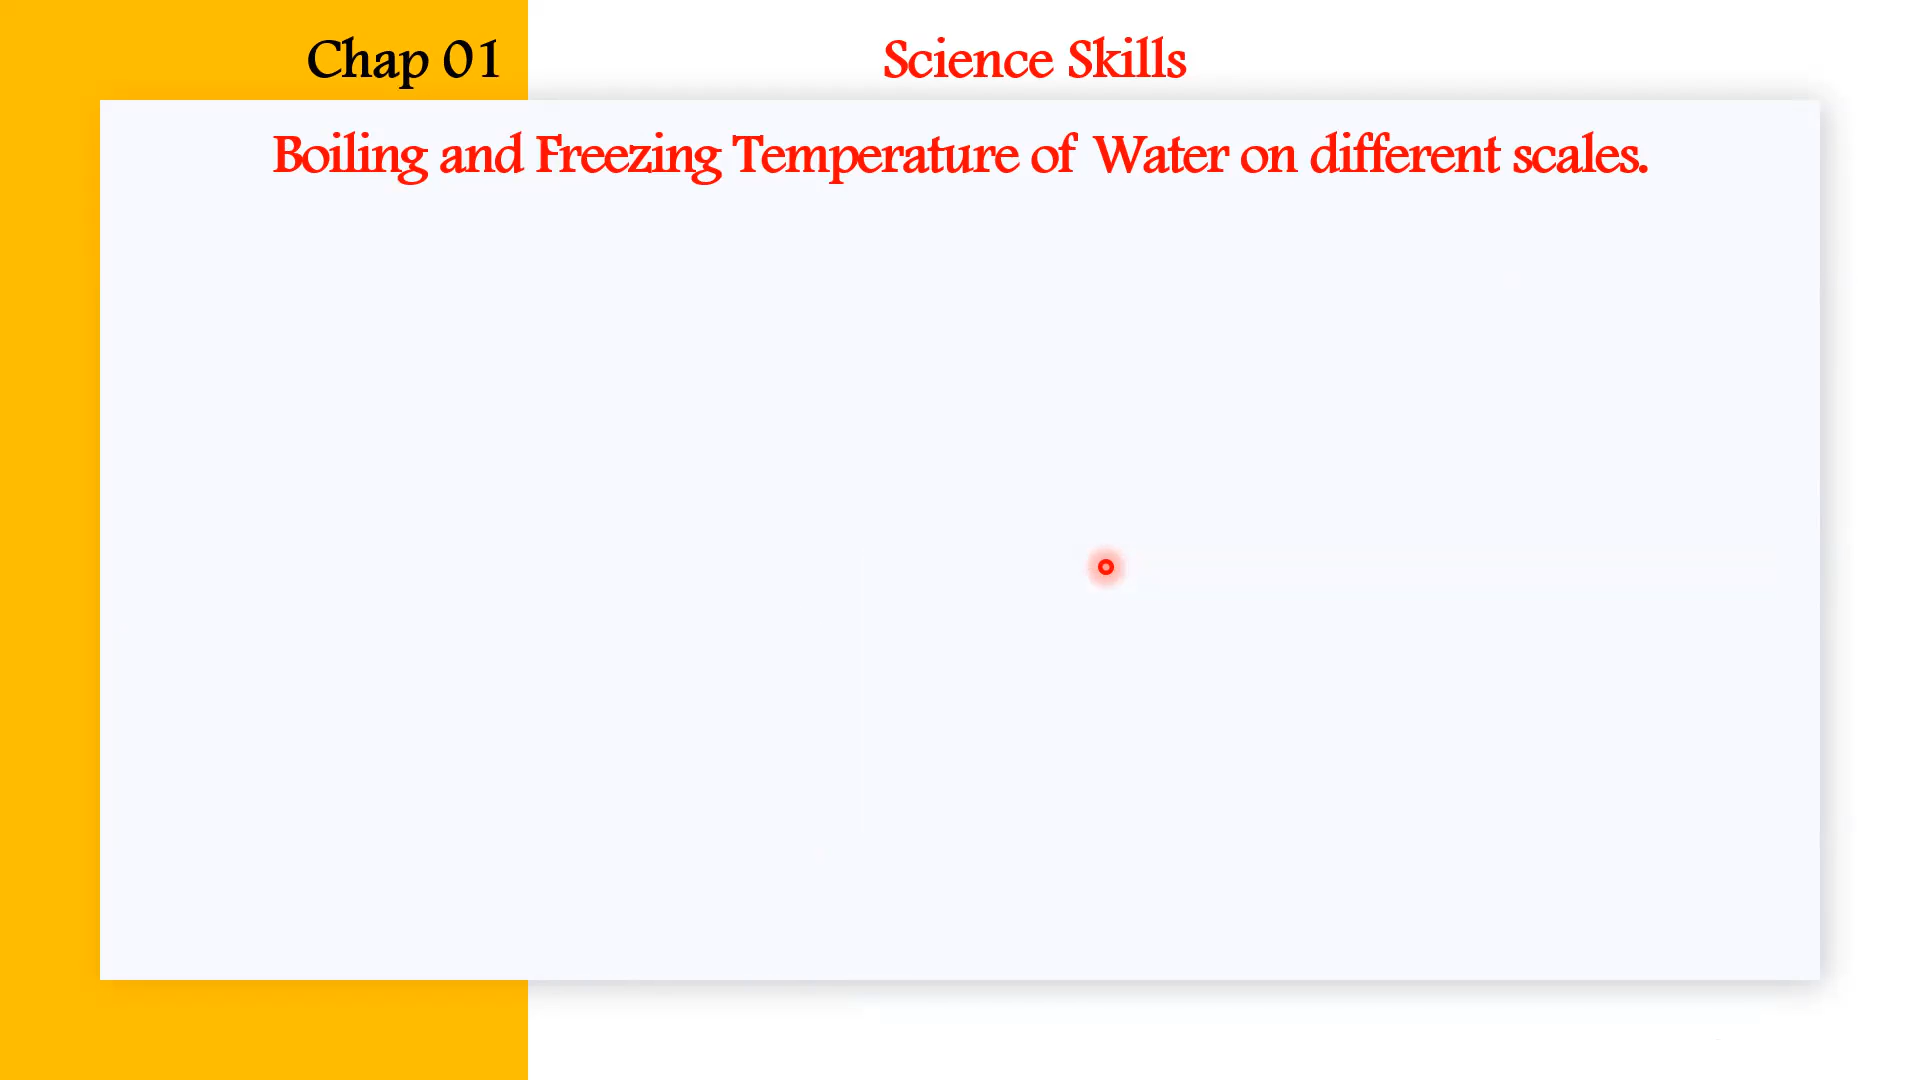 Chap 01
Science Skills
Boiling and Freezing Temperature of Water on different scales.